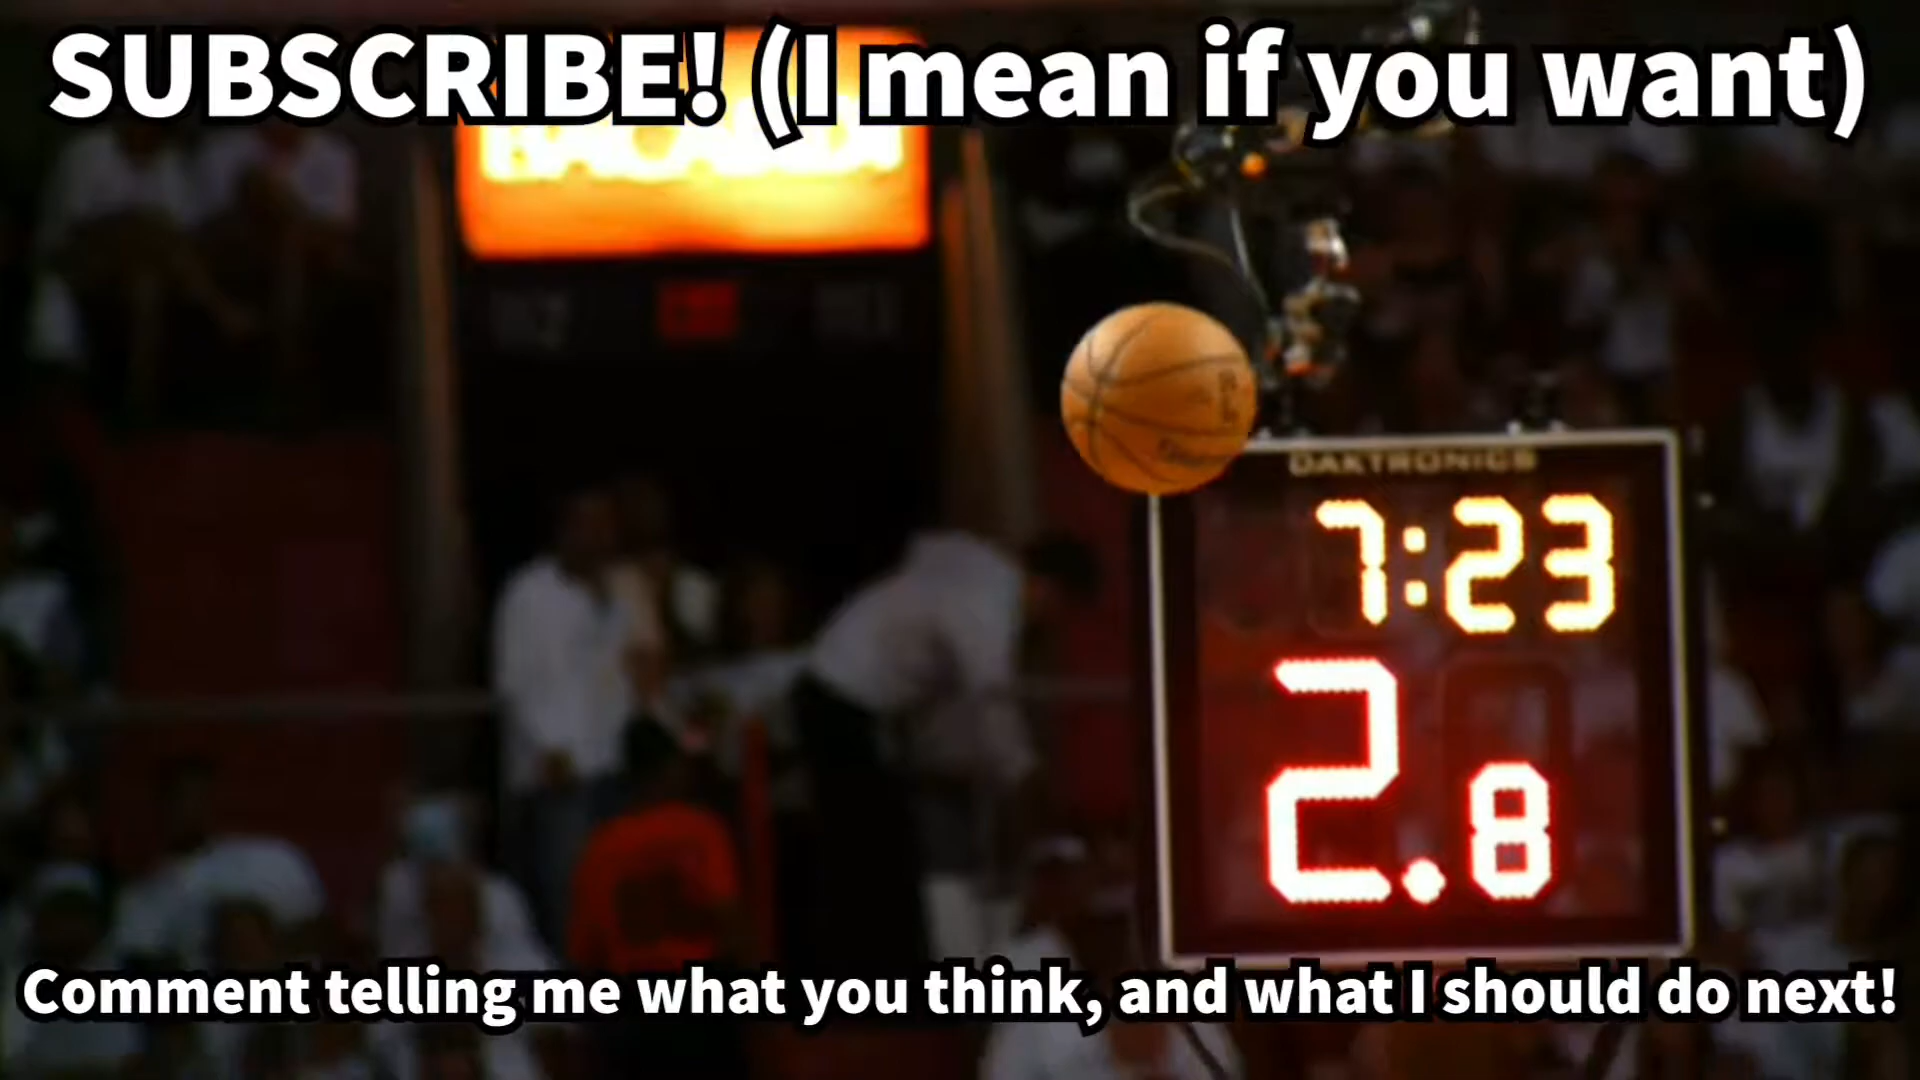 SUBSCRIBE! (I mean if you want)
DAKTRONICS
7:23
2.8
Comment telling me what you think, and what I should do next!